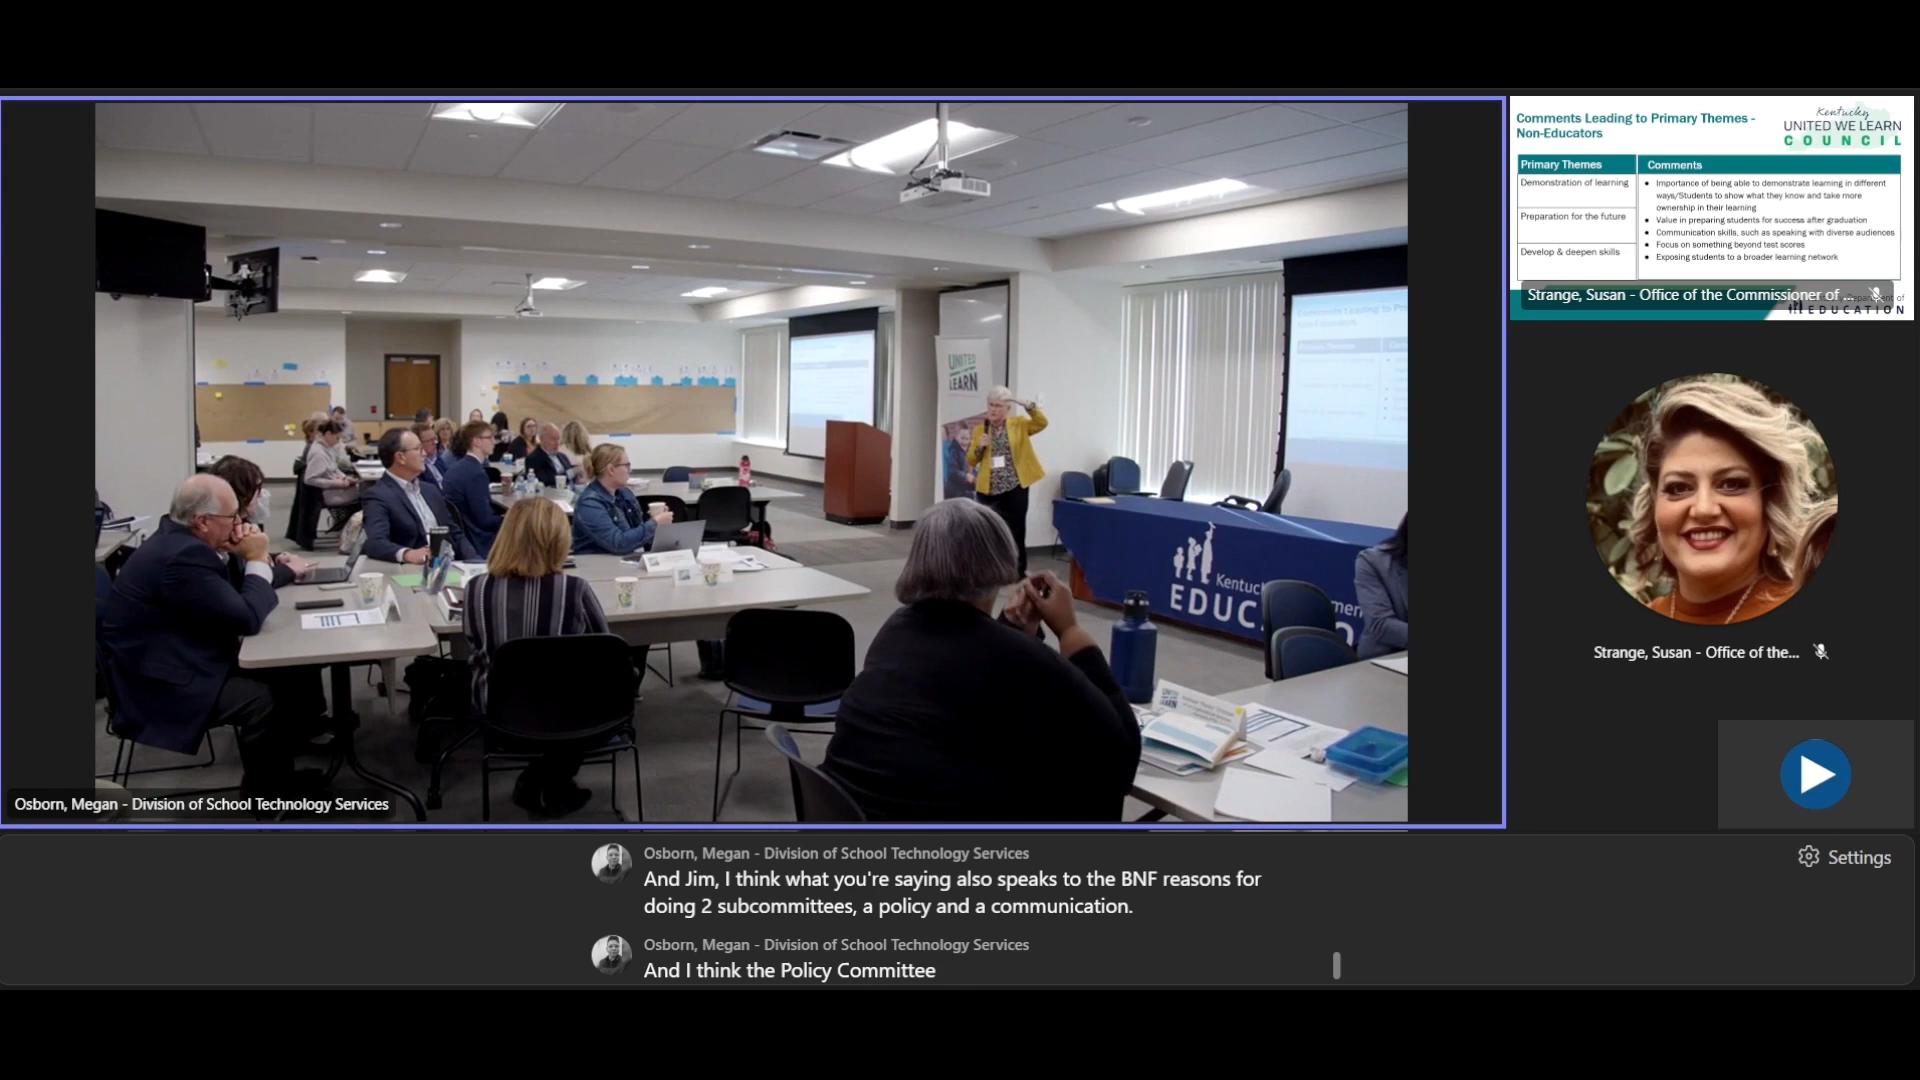 UNITED
LEARN
Kentuc
EDUC
Osborn, Megan - Division of School Technology Services
Comments Leading to Primary Themes -
Non-Educators
Kentucky
UNITED WE LEARN
COUNCIL
Primary Themes
Comments
Demonstration of learning
Preparation for the future
Develop & deepen skills
• Importance of being able to demonstrate learning in different
ways/Students to show what they know and take more
ownership in their learning
• Value in preparing students for success after graduation
• Communication skills, such as speaking with diverse audiences
• Focus on something beyond test scores
• Exposing students to a broader learning network
Strange, Susan - Office of the Commissioner of ...
EDUCATION
Strange, Susan - Office of the...
Osborn, Megan - Division of School Technology Services
And Jim, I think what you're saying also speaks to the BNF reasons for
doing 2 subcommittees, a policy and a communication.
Osborn, Megan - Division of School Technology Services
And I think the Policy Committee
Settings